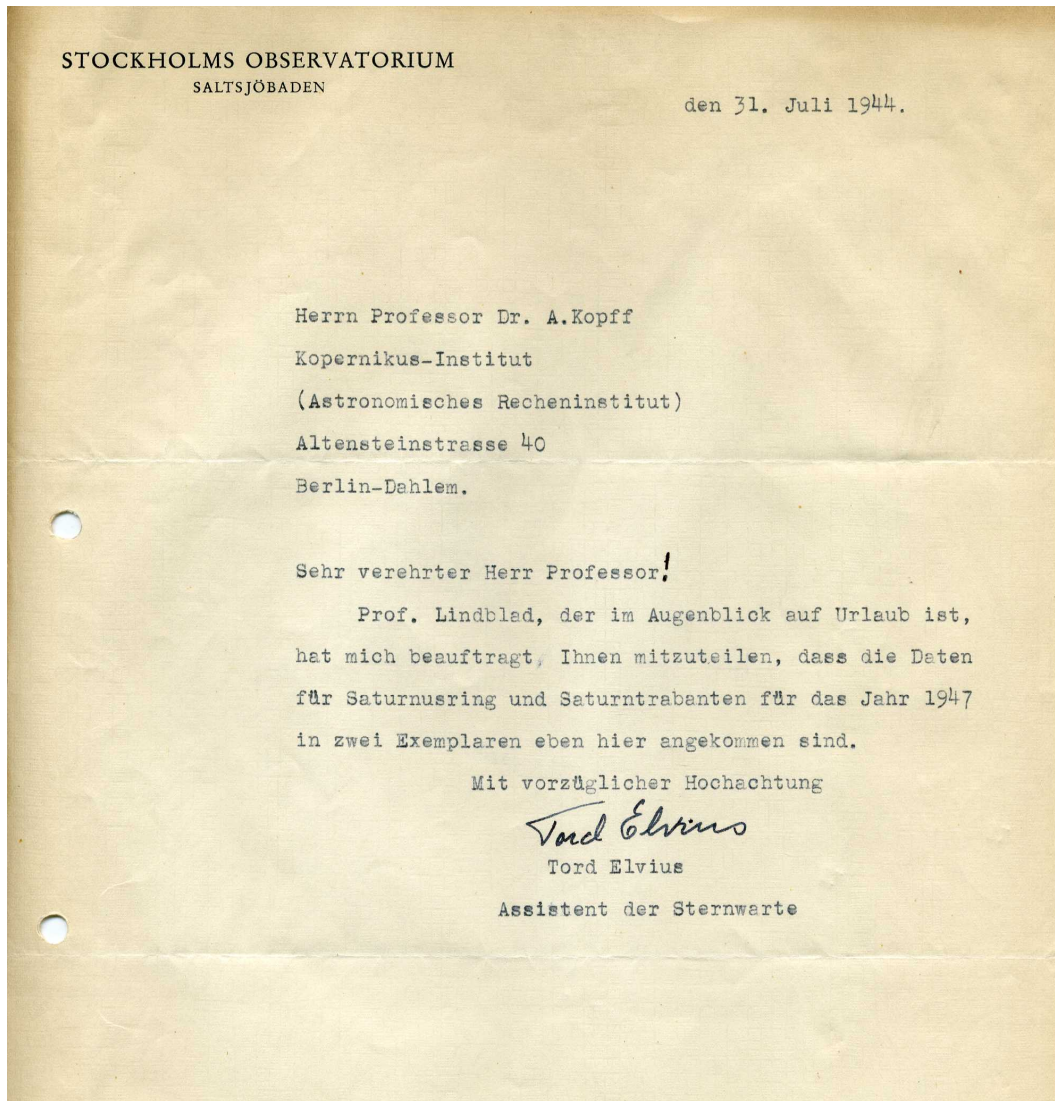 STOCKHOLMS OBSERVATORIUM
SALTSJÖBADEN
den 31. Juli 1944.
Herrn Professor Dr. A.Kopff
Kopernikus-Institut
(Astronomisches Recheninstitut)
Altensteinstrasse 40
Berlin-Dahlem.
Sehr verehrter Herr Professor!
Prof. Lindblad, der im Augenblick auf Urlaub ist,
hat mich beauftragt, Ihnen mitzuteilen, dass die Daten
für Saturnusring und Saturntrabanten für das Jahr 1947
in zwei Exemplaren eben hier angekommen sind.
Mit vorzüglicher Hochachtung
Tord Elvius
Tord Elvius
Assistent der Sternwarte